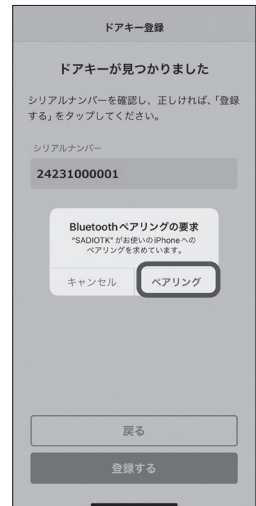 ドアキー登録
ドアキーが見つかりました
シリアルナンバーを確認し、正しければ、「登録
する」をタップしてください。
シリアルナンバー
24231000001
Bluetoothペアリングの要求
"SADIOTK" がお使いのiPhoneへの
ペアリングを求めています。
キャンセル
ペアリング
戻る
登録する